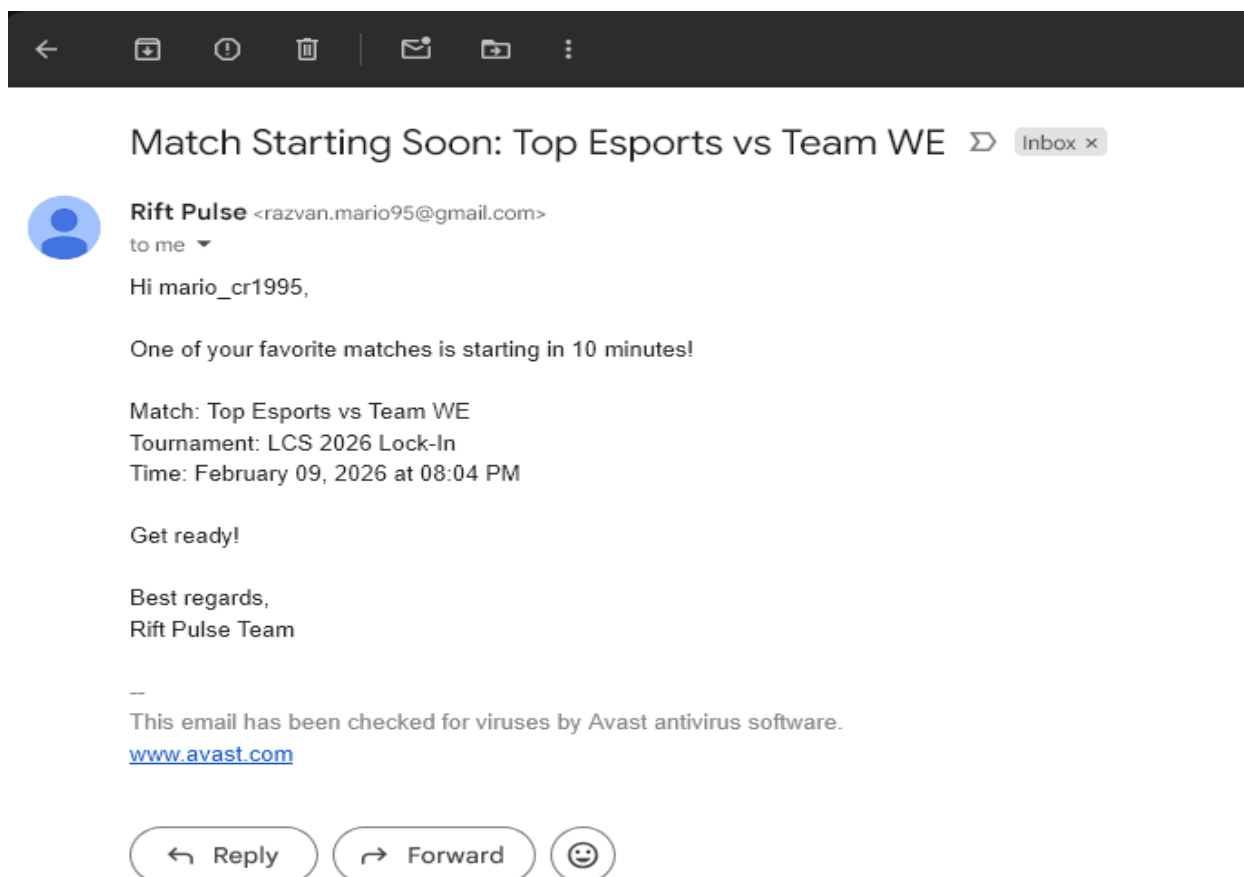 Match Starting Soon: Top Esports vs Team WE Inbox ×
Rift Pulse <razvan.mario95@gmail.com>
to me
Hi mario_cr1995,
One of your favorite matches is starting in 10 minutes!
Match: Top Esports vs Team WE
Tournament: LCS 2026 Lock-In
Time: February 09, 2026 at 08:04 PM
Get ready!
Best regards,
Rift Pulse Team
--
This email has been checked for viruses by Avast antivirus software.
www.avast.com
Reply Forward